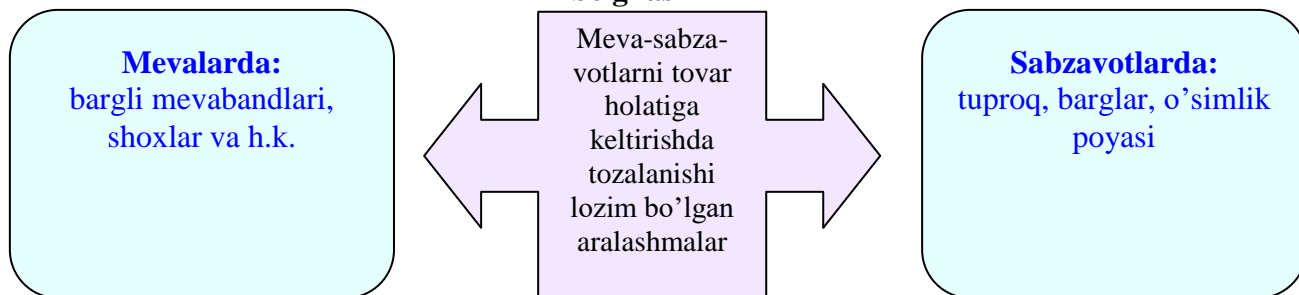 Mevalarda:
bargli mevabandlari,
shoxlar va h.k.
Meva-sabza-
votlarni tovar
holatiga
keltirishda
tozalanishi
lozim bo’lgan
aralashmalar
Sabzavotlarda:
tuproq, barglar, o’simlik
poyasi